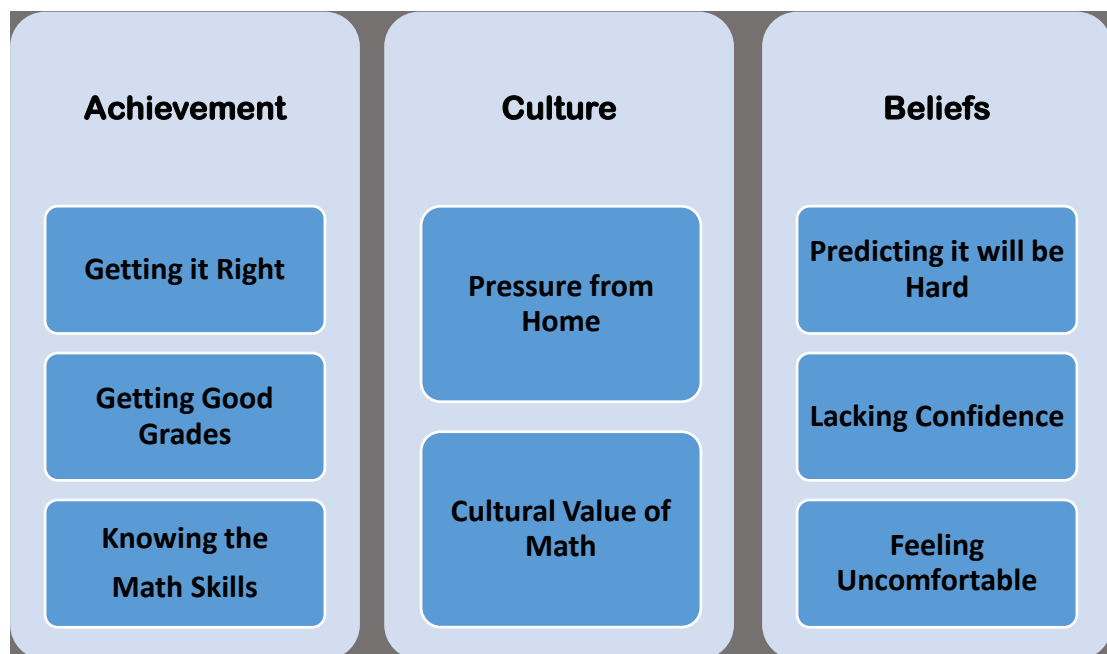 Achievement
Getting it Right
Getting Good
Grades
Knowing the
Math Skills
Culture
Pressure from
Home
Cultural Value of
Math
Beliefs
Predicting it will be
Hard
Lacking Confidence
Feeling
Uncomfortable